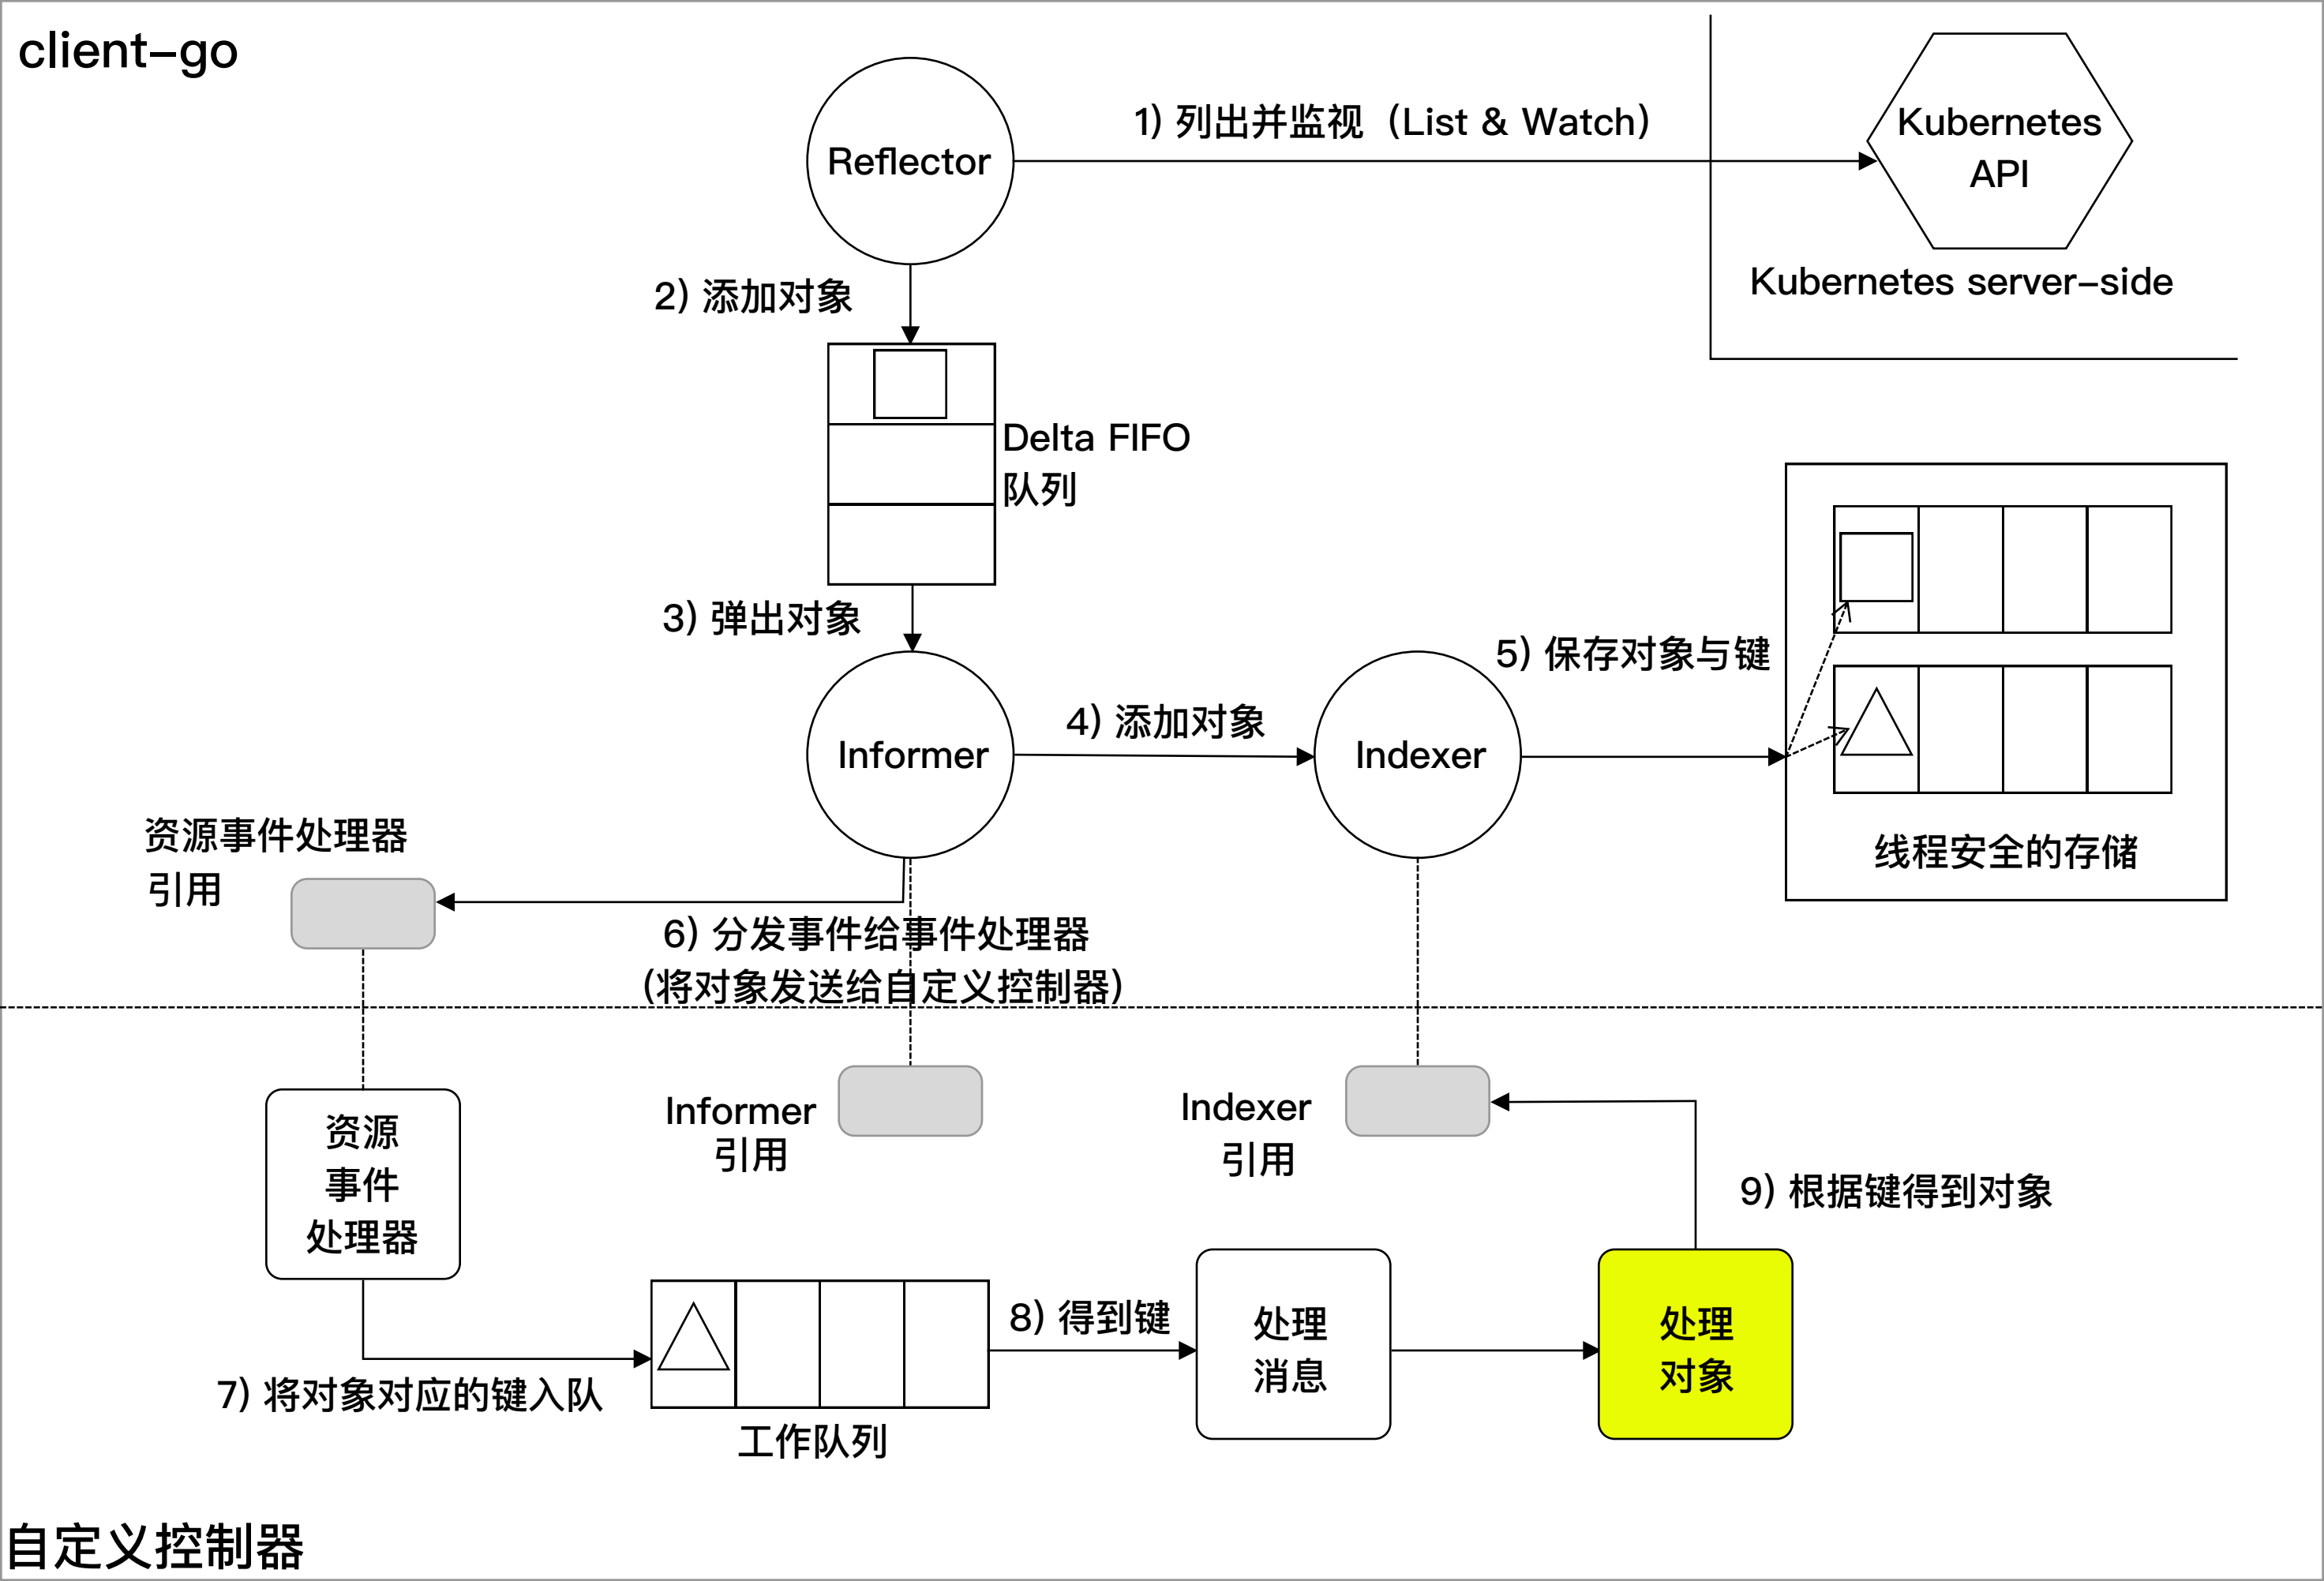 client-go
1) 列出并监视（List & Watch）
Reflector
Kubernetes
API
Kubernetes server-side
2) 添加对象
Delta FIFO
队列
3) 弹出对象
Informer
4) 添加对象
Indexer
5) 保存对象与键
线程安全的存储
资源事件处理器
引用
6) 分发事件给事件处理器
(将对象发送给自定义控制器)
资源
事件
处理器
Informer
引用
Indexer
引用
9) 根据键得到对象
7) 将对象对应的键入队
工作队列
8) 得到键
处理
消息
处理
对象
自定义控制器